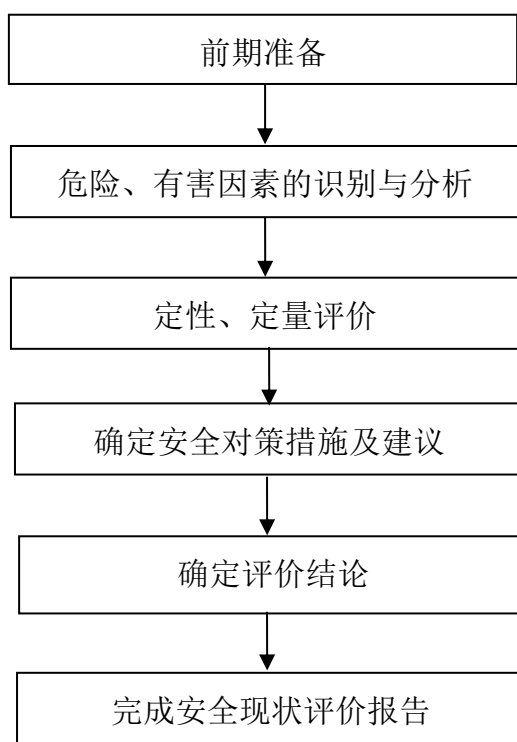 前期准备
危险、有害因素的识别与分析
定性、定量评价
确定安全对策措施及建议
确定评价结论
完成安全现状评价报告